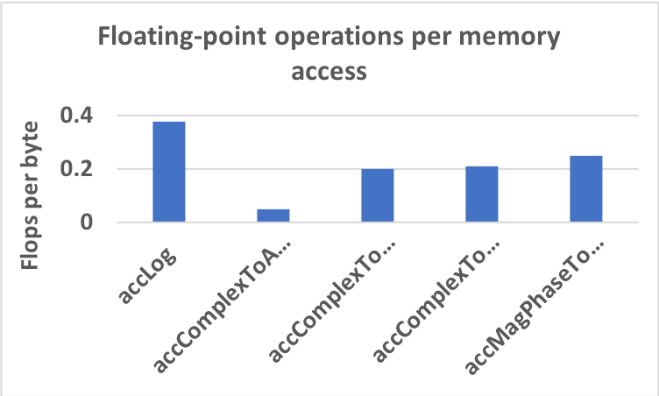 Floating-point operations per memory
access
Flops per byte
0.4
0.2
0
accLog
accComplexToA...
accComplexTo...
accComplexTo...
accMagPhaseTo...